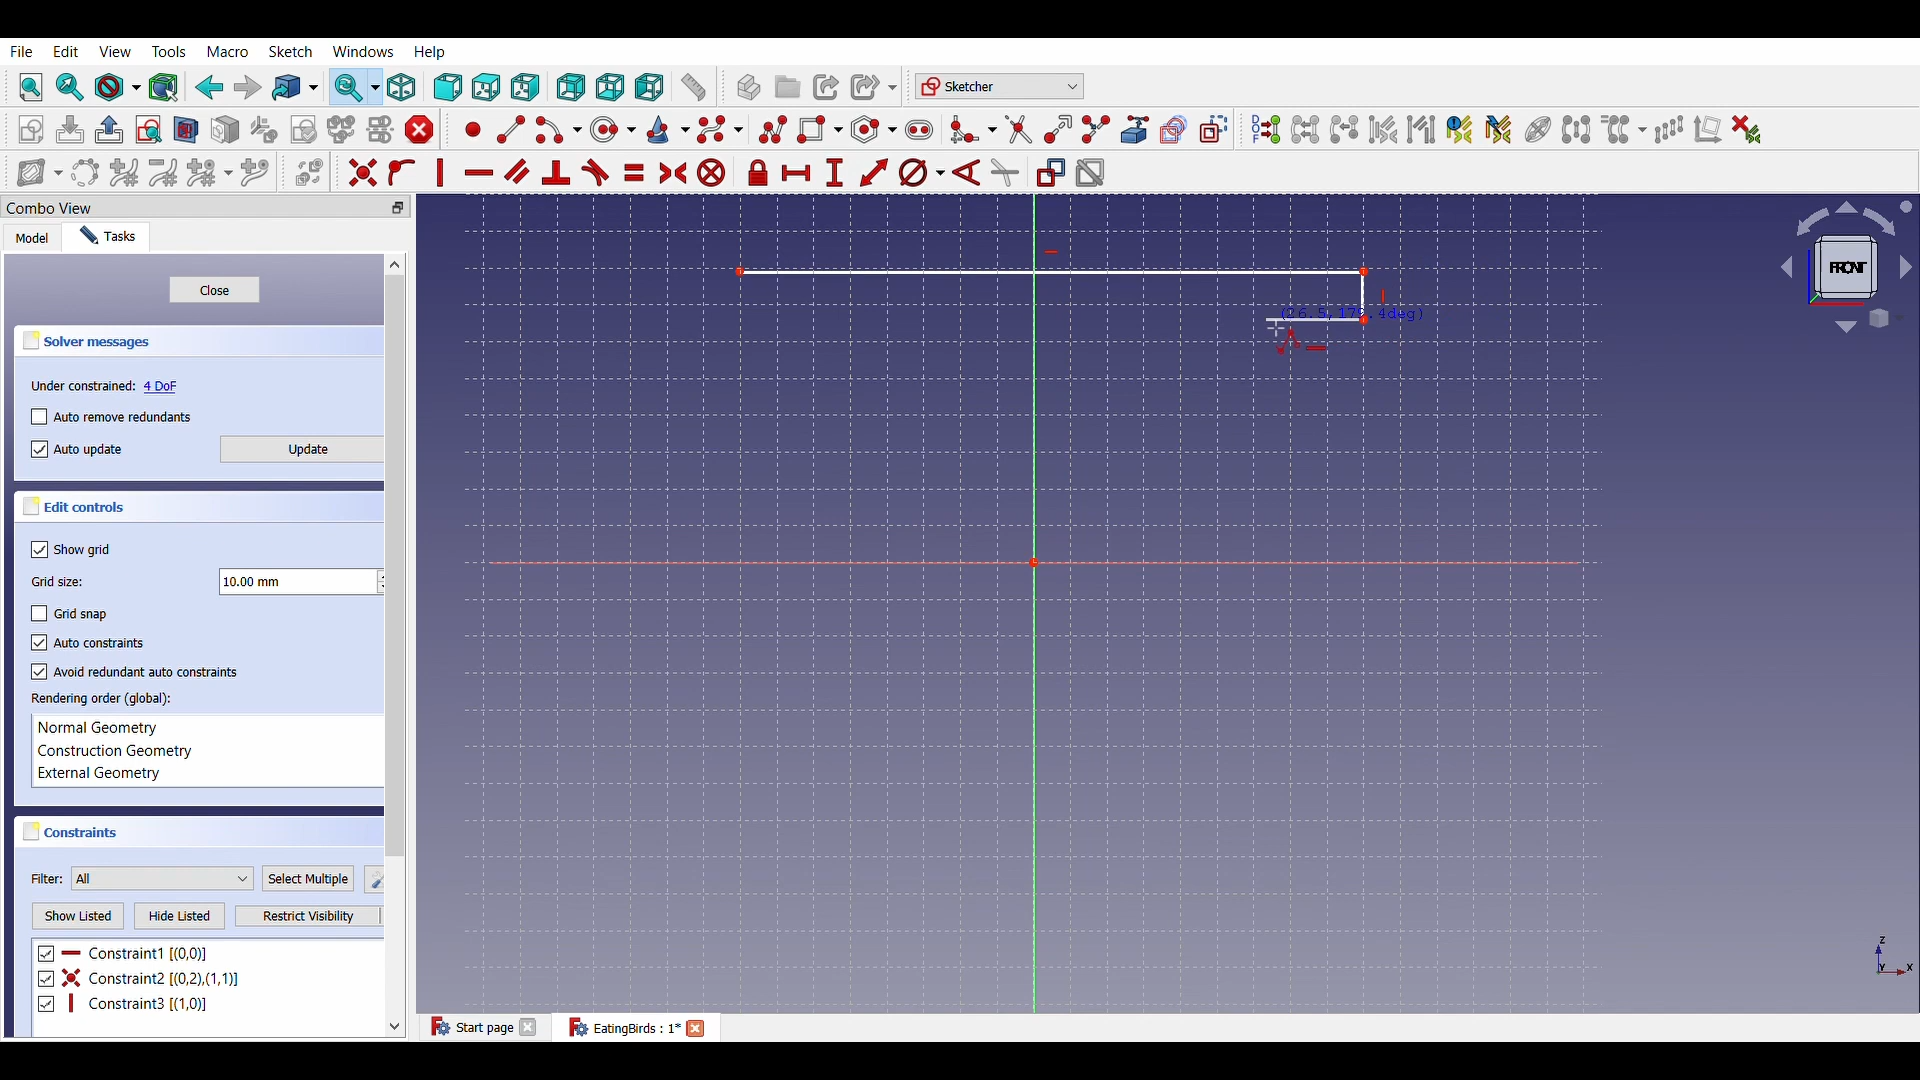 File Edit View Tools Macro Sketch Windows Help
Sketcher
Combo View
Model Tasks
Close
Solver messages
Under constrained: 4 DoF
Auto remove redundants
Auto update Update
Edit controls
Show grid
Grid size: 10.00 mm
Grid snap
Auto constraints
Avoid redundant auto constraints
Rendering order (global):
Normal Geometry
Construction Geometry
External Geometry
Constraints
Filter: All Select Multiple
Show Listed Hide Listed Restrict Visibility
Constraint1 [(0,0)]
Constraint2 [(0,2),(1,1)]
Constraint3 [(1,0)]
FRONT
Z
Y X
Start page EatingBirds : 1*